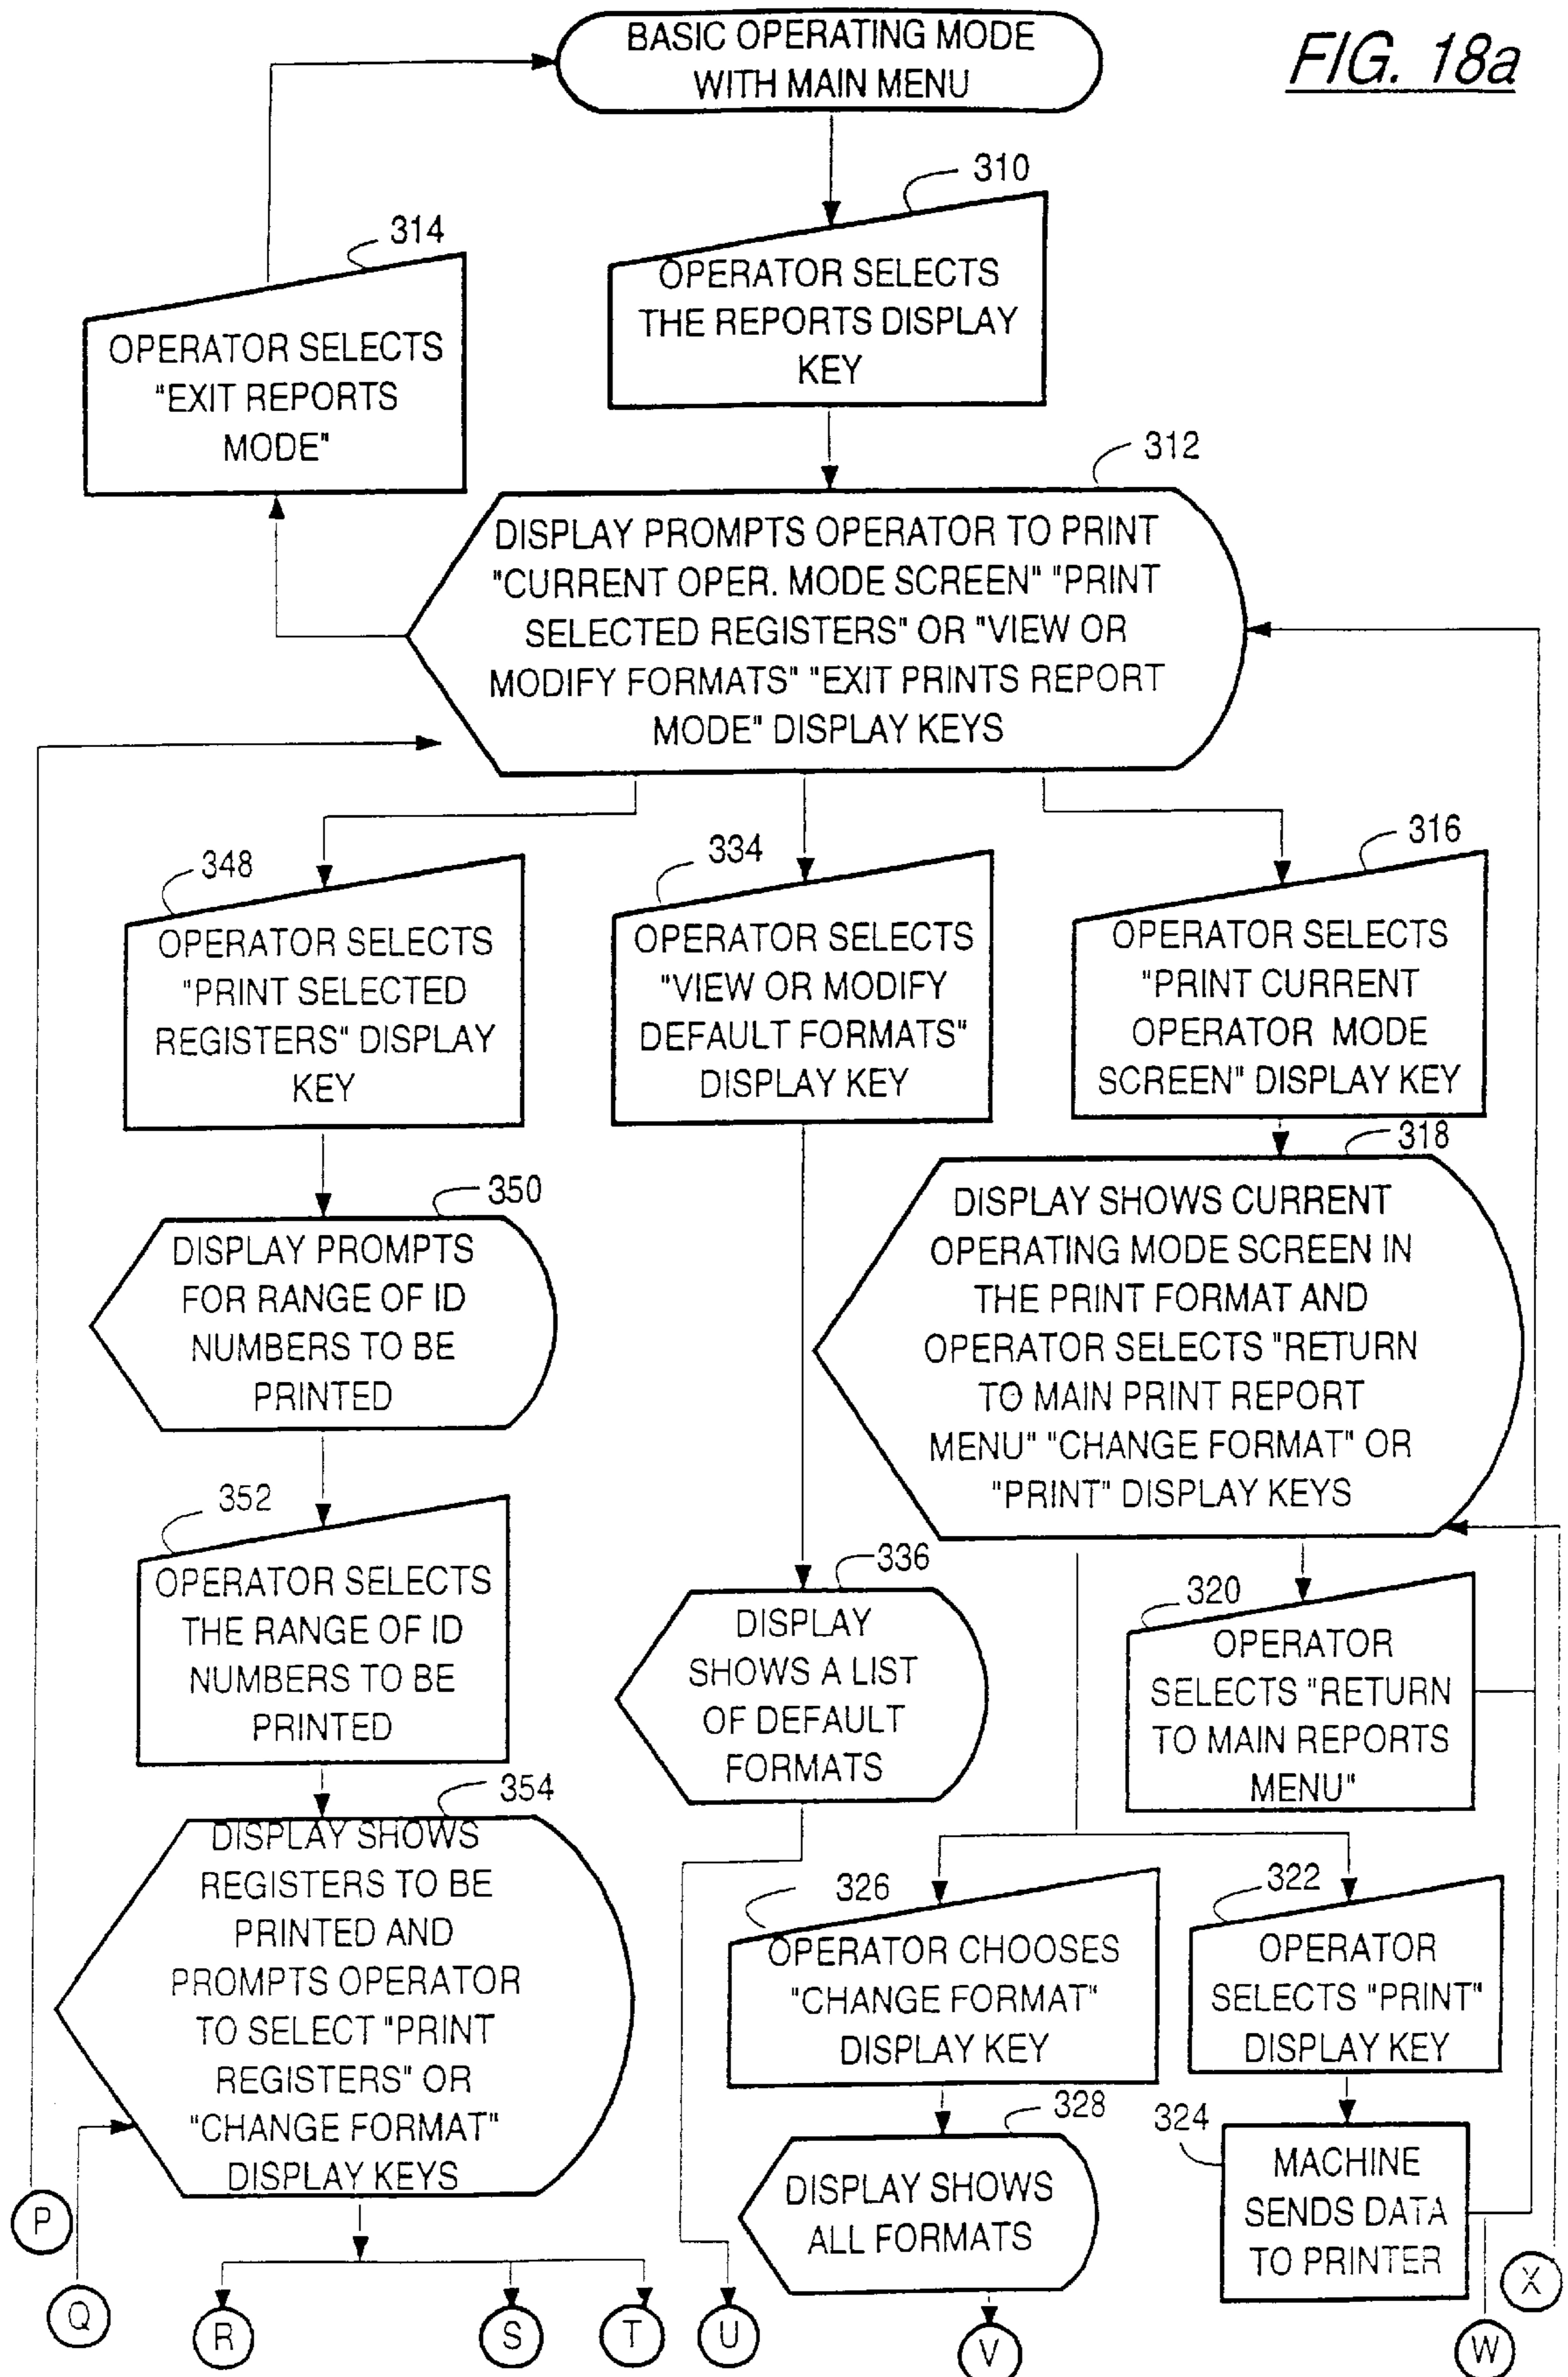 BASIC OPERATING MODE
WITH MAIN MENU
FIG. 18a
310
OPERATOR SELECTS
THE REPORTS DISPLAY
KEY
314
OPERATOR SELECTS
"EXIT REPORTS
MODE"
312
DISPLAY PROMPTS OPERATOR TO PRINT
"CURRENT OPER. MODE SCREEN" "PRINT
SELECTED REGISTERS" OR "VIEW OR
MODIFY FORMATS" "EXIT PRINTS REPORT
MODE" DISPLAY KEYS
348
OPERATOR SELECTS
"PRINT SELECTED
REGISTERS" DISPLAY
KEY
334
OPERATOR SELECTS
"VIEW OR MODIFY
DEFAULT FORMATS"
DISPLAY KEY
316
OPERATOR SELECTS
"PRINT CURRENT
OPERATOR MODE
SCREEN" DISPLAY KEY
350
DISPLAY PROMPTS
FOR RANGE OF ID
NUMBERS TO BE
PRINTED
318
DISPLAY SHOWS CURRENT
OPERATING MODE SCREEN IN
THE PRINT FORMAT AND
OPERATOR SELECTS "RETURN
TO MAIN PRINT REPORT
MENU" "CHANGE FORMAT" OR
"PRINT" DISPLAY KEYS
352
OPERATOR SELECTS
THE RANGE OF ID
NUMBERS TO BE
PRINTED
336
DISPLAY
SHOWS A LIST
OF DEFAULT
FORMATS
320
OPERATOR
SELECTS "RETURN
TO MAIN REPORTS
MENU"
354
DISPLAY SHOWS
REGISTERS TO BE
PRINTED AND
PROMPTS OPERATOR
TO SELECT "PRINT
REGISTERS" OR
"CHANGE FORMAT"
DISPLAY KEYS
326
OPERATOR CHOOSES
"CHANGE FORMAT"
DISPLAY KEY
322
OPERATOR
SELECTS "PRINT"
DISPLAY KEY
328
DISPLAY SHOWS
ALL FORMATS
324
MACHINE
SENDS DATA
TO PRINTER
P
Q
R
S
T
U
V
W
X